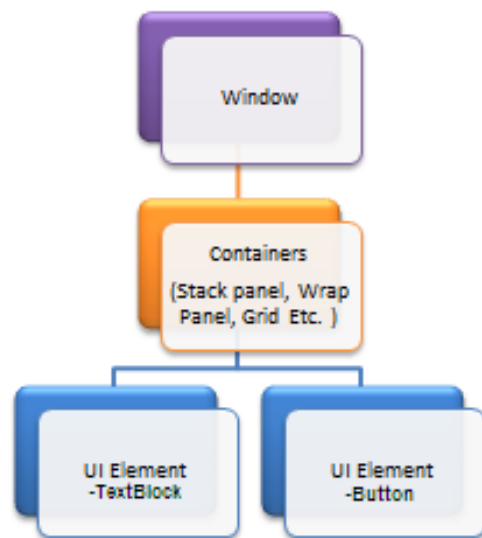 Window
Containers
(Stack panel, Wrap
Panel, Grid Etc. )
UI Element
-TextBlock
UI Element
-Button